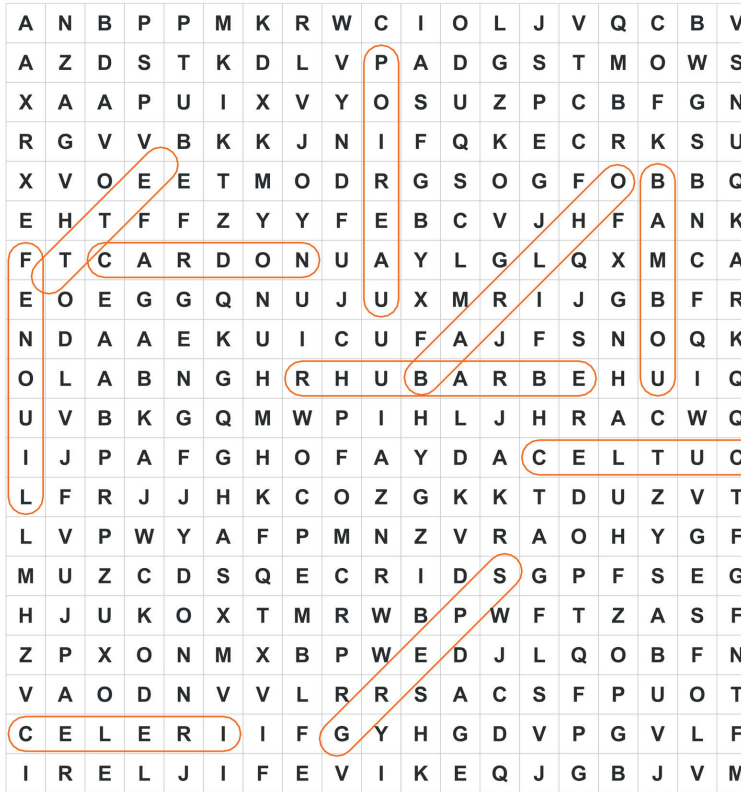 A N B P P M K R W C I O L J V Q C B V
A Z D S T K D L V P A D G S T M O W S
X A A P U I X V Y O S U Z P C B F G N
R G V V B K K J N I F Q K E C R K S U
X V O E E T M O D R G S O G F O B B Q
E H T F F Z Y Y F E B C V J H F A N K
F T C A R D O N U A Y L G L Q X M C A
E O E G G Q N U J U X M R I J G B F R
N D A A E K U I C U F A J F S N O Q K
O L A B N G H R H U B A R B E H U I Q
U V B K G Q M W P I H L J H R A C W Q
I J P A F G H O F A Y D A C E L T U C
L F R J J H K C O Z G K K T D U Z V T
L V P W Y A F P M N Z V R A O H Y G F
M U Z C D S Q E C R I D S G P F S E G
H J U K O X T M R W B P W F T Z A S F
Z P X O N M X B P W E D J L Q O B F N
V A O D N V V L R R S A C S F P U O T
C E L E R I I F G Y H G D V P G V L F
I R E L J I F E V I K E Q J G B J V M